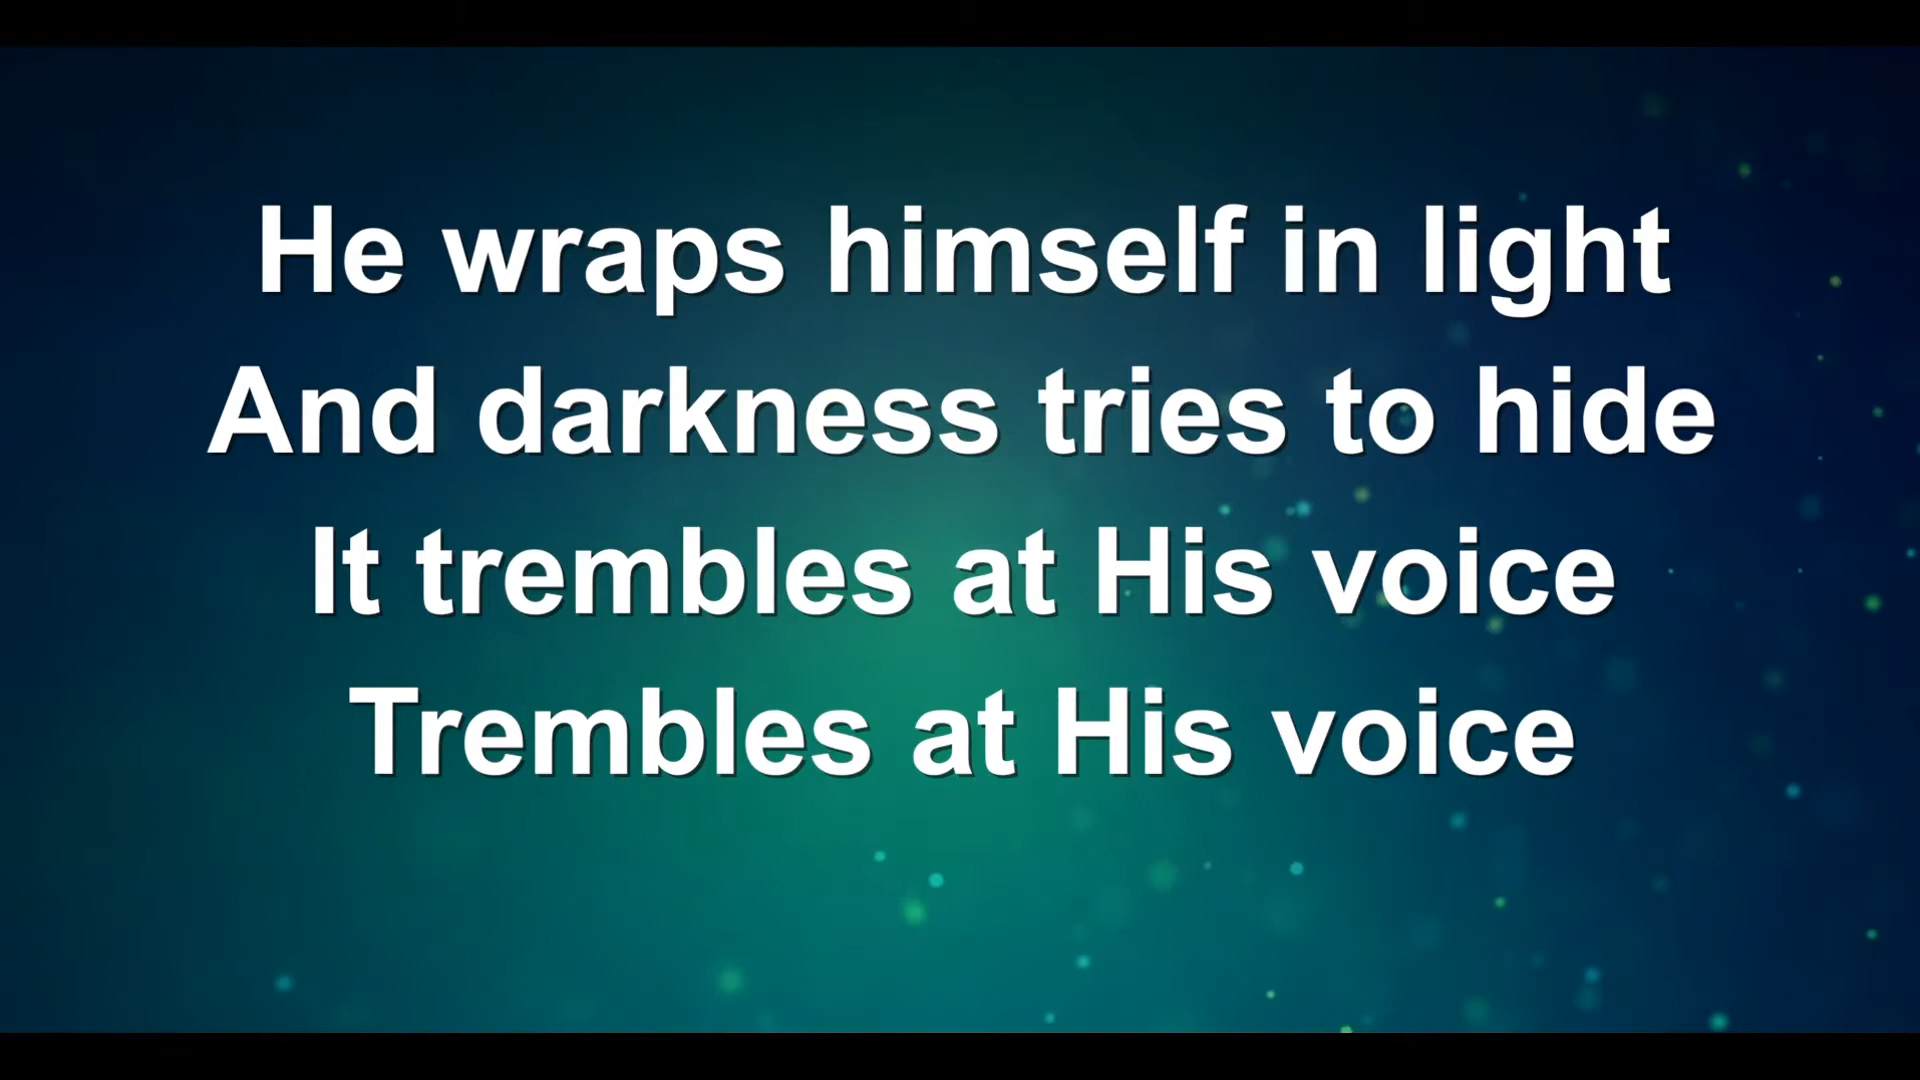 He wraps himself in light
And darkness tries to hide
It trembles at His voice
Trembles at His voice